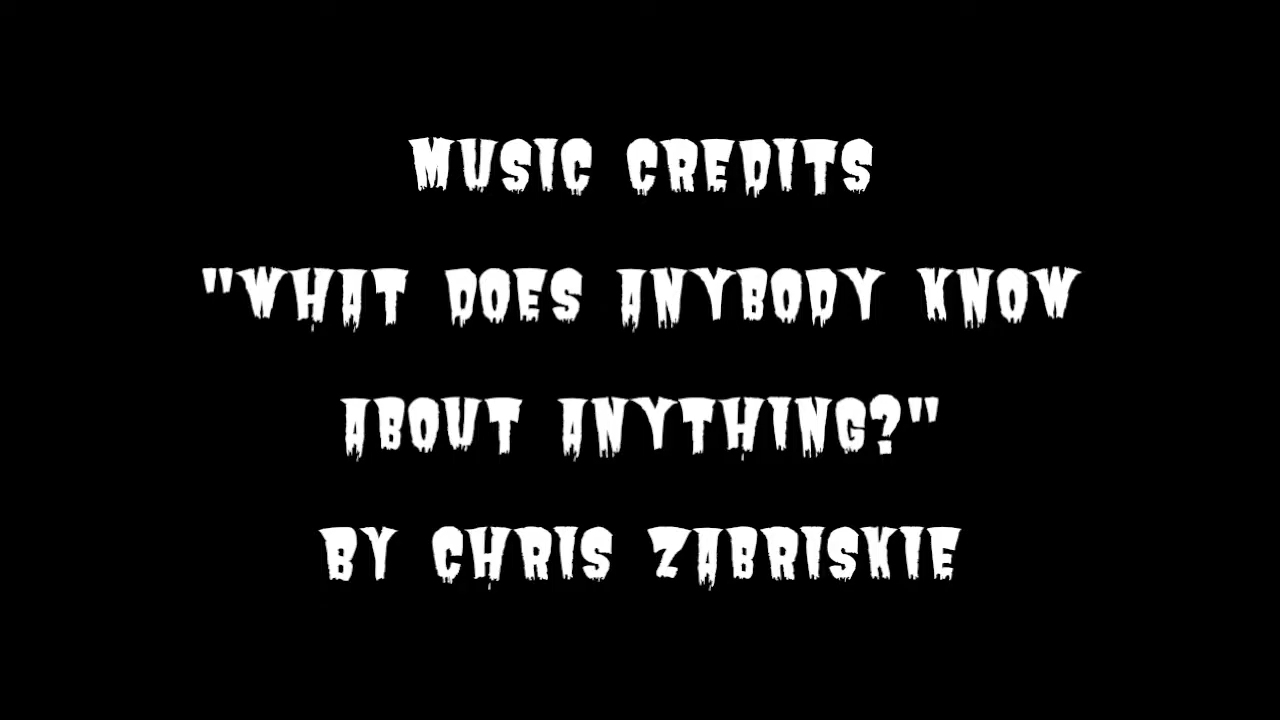 MUSIC CREDITS
"WHAT DOES ANYBODY KNOW
ABOUT ANYTHING?"
BY CHRIS ZABRISKIE